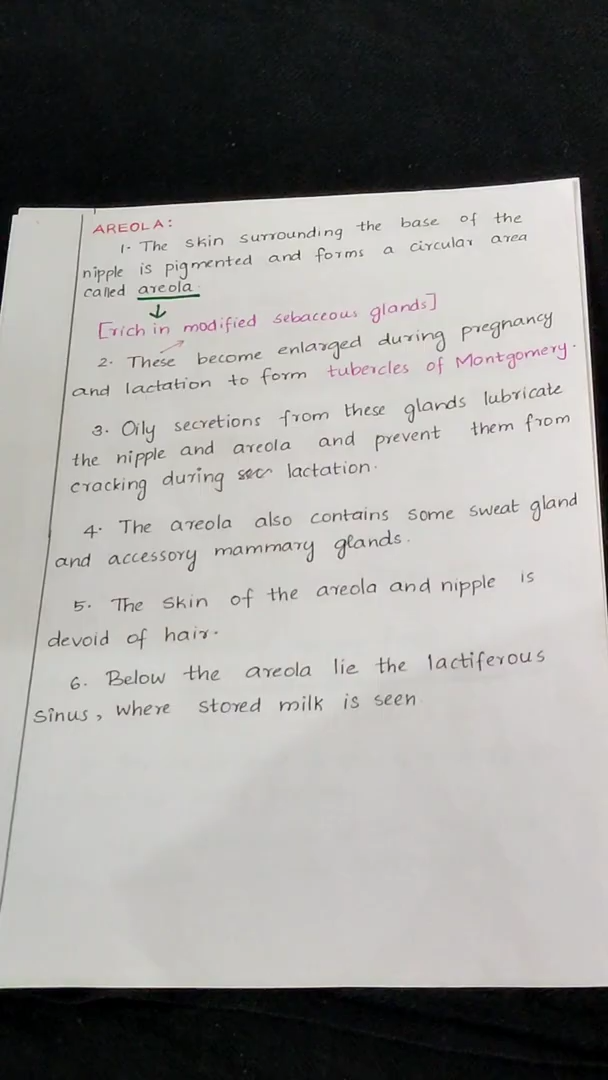 AREOLA:
1. The skin surrounding the base of the
nipple is pigmented and forms a circular area
called areola.
[rich in modified sebaceous glands]
2. These become enlarged during pregnancy
and lactation to form tubercles of Montgomery.
3. Oily secretions from these glands lubricate
the nipple and areola and prevent them from
cracking during lactation.
4. The areola also contains some sweat gland
and accessory mammary glands.
5. The skin of the areola and nipple is
devoid of hair.
6. Below the areola lie the lactiferous
sinus, where stored milk is seen